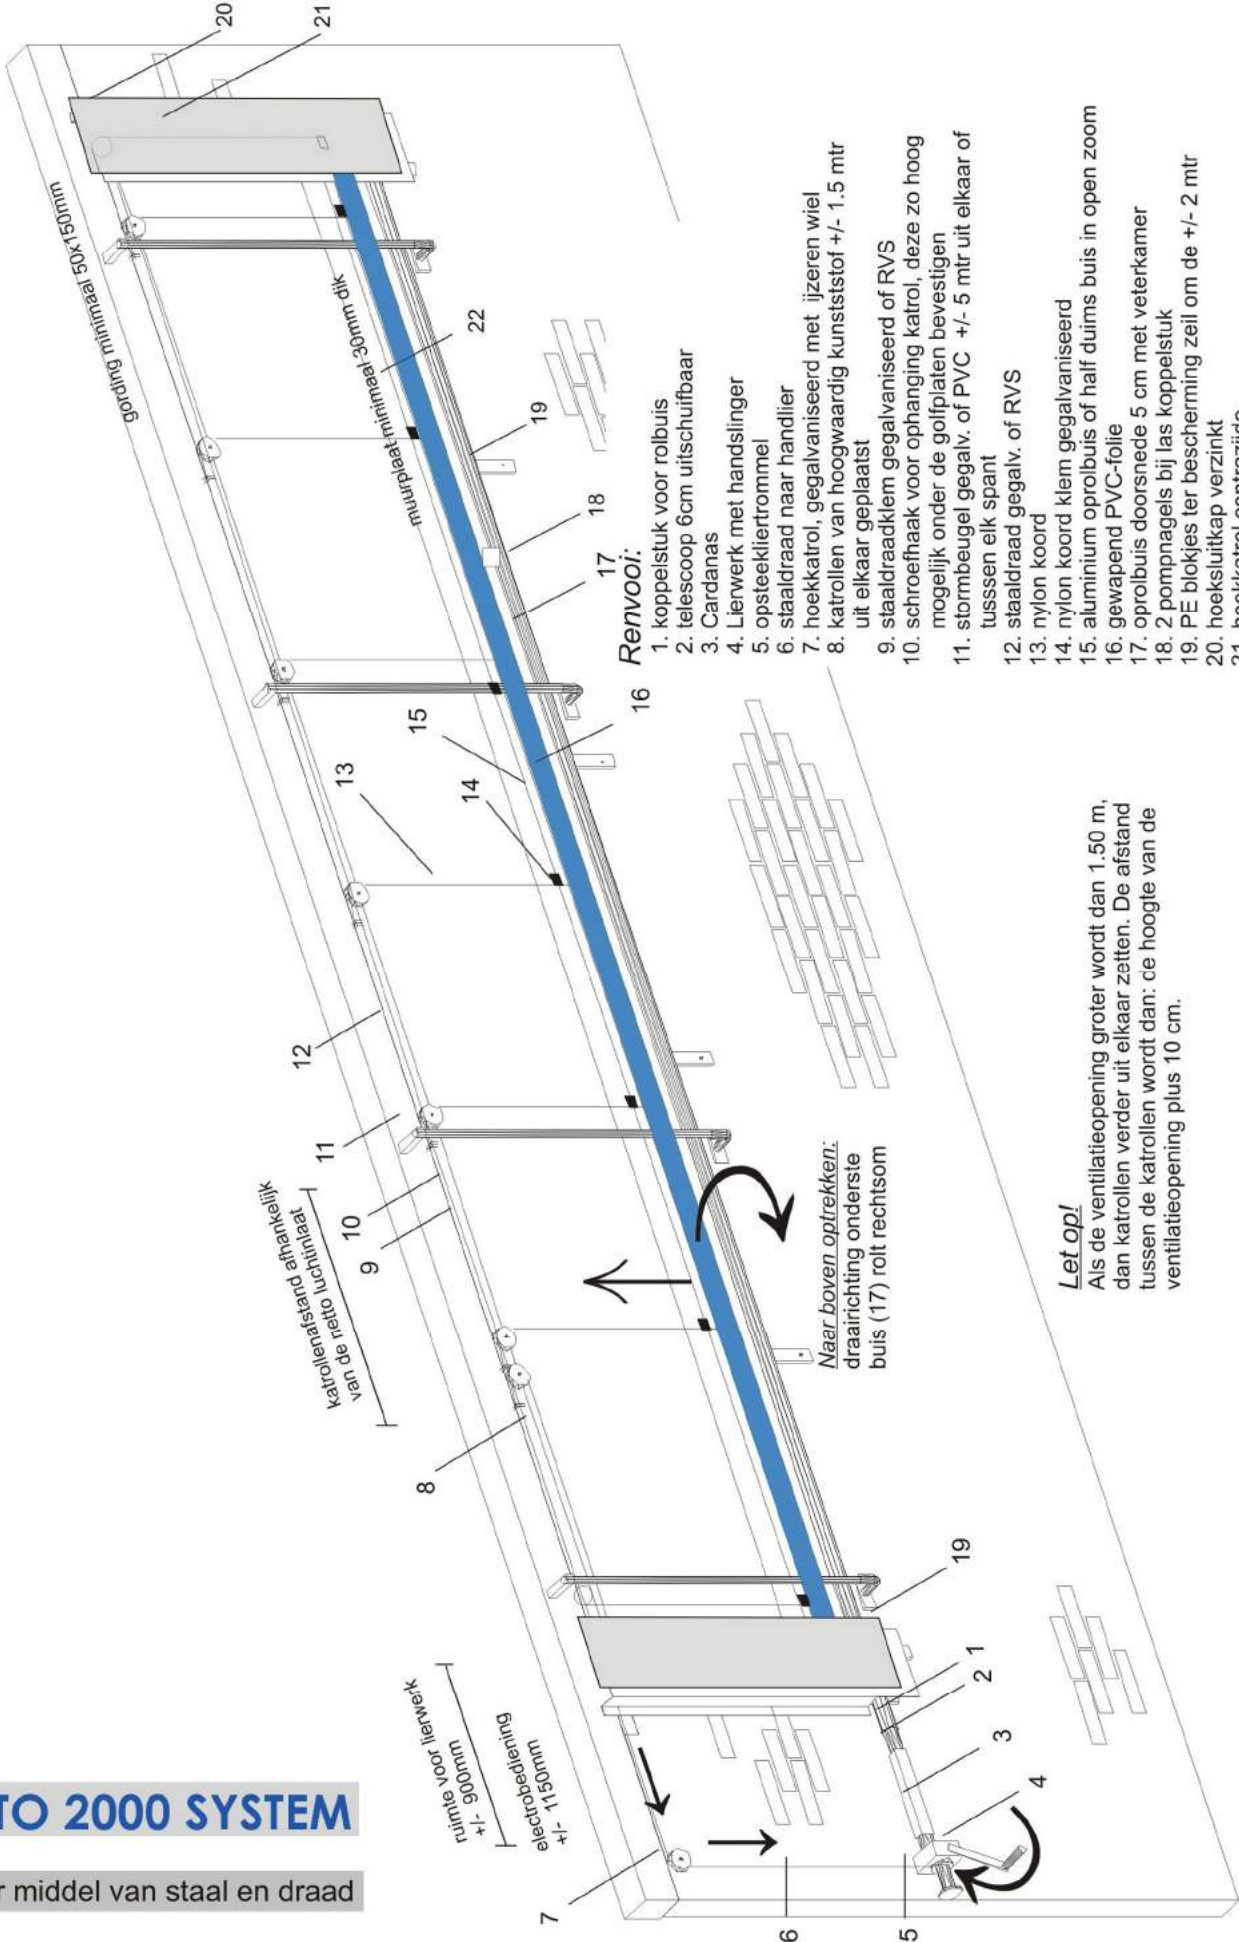 TO 2000 SYSTEM
r middel van staal en draad
gording minimaal 50x150mm
muurplaat minimaal 30mm dik
katrollenafstand afhankelijk
van de netto luchtinlaat
ruimte voor lierwerk
+/- 900mm
electrobediening
+/- 1150mm
7
6
5
8
9
10
11
12
13
14
15
16
17
18
19
20
21
22
19
1
2
3
4
Naar boven optrekken:
draairichting onderste
buis (17) rolt rechtsom
Let op!
Als de ventilatieopening groter wordt dan 1.50 m,
dan katrollen verder uit elkaar zetten. De afstand
tussen de katrollen wordt dan: de hoogte van de
ventilatieopening plus 10 cm.
Renvooi:
1. koppelstuk voor rolbuis
2. telescoop 6cm uitschuifbaar
3. Cardanas
4. Lierwerk met handslinger
5. opsteekliertrommel
6. staaldraad naar handlier
7. hoekkatrol, gegalvaniseerd met ijzeren wiel
8. katrollen van hoogwaardig kunststof +/- 1.5 mtr
uit elkaar geplaatst
9. staaldraadklem gegalvaniseerd of RVS
10. schroefhaak voor ophanging katrol, deze zo hoog
mogelijk onder de golfplaten bevestigen
11. stormbeugel gegalv. of PVC +/- 5 mtr uit elkaar of
tusssen elk spant
12. staaldraad gegalv. of RVS
13. nylon koord
14. nylon koord klem gegalvaniseerd
15. aluminium oprolbuis of half duims buis in open zoom
16. gewapend PVC-folie
17. oprolbuis doorsnede 5 cm met veterkamer
18. 2 pompnagels bij las koppelstuk
19. PE blokjes ter bescherming zeil om de +/- 2 mtr
20. hoeksluitkap verzinkt
21.